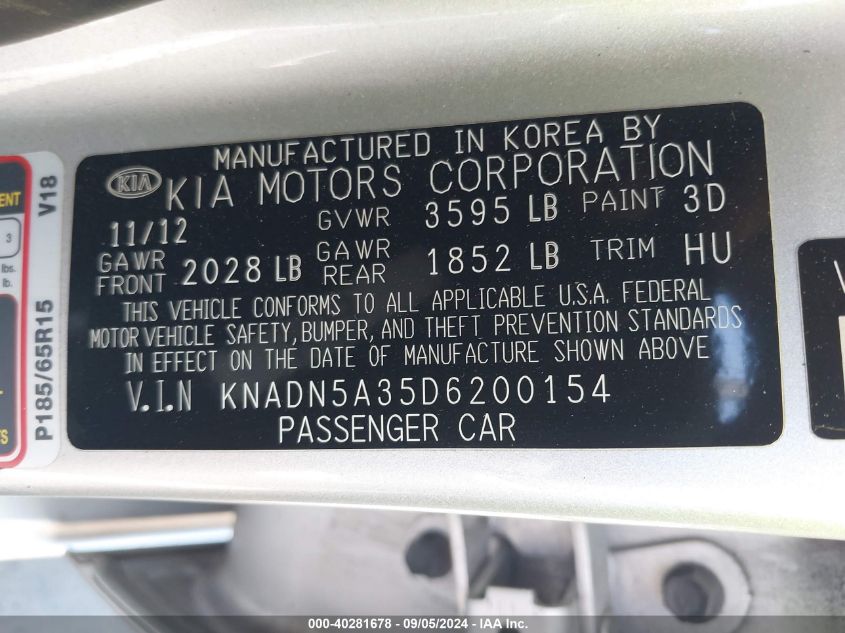 MANUFACTURED IN KOREA BY
KIA KIA MOTORS CORPORATION
11/12 GVWR 3595 LB PAINT 3D
GAWR FRONT 2028 LB GAWR REAR 1852 LB TRIM HU
THIS VEHICLE CONFORMS TO ALL APPLICABLE U.S.A. FEDERAL
MOTOR VEHICLE SAFETY, BUMPER, AND THEFT PREVENTION STANDARDS
IN EFFECT ON THE DATE OF MANUFACTURE SHOWN ABOVE
V.I.N KNADN5A35D6200154
PASSENGER CAR
P185/65R15 V18
3
lbs.
lb.
000-40281678 - 09/05/2024 - IAA Inc.